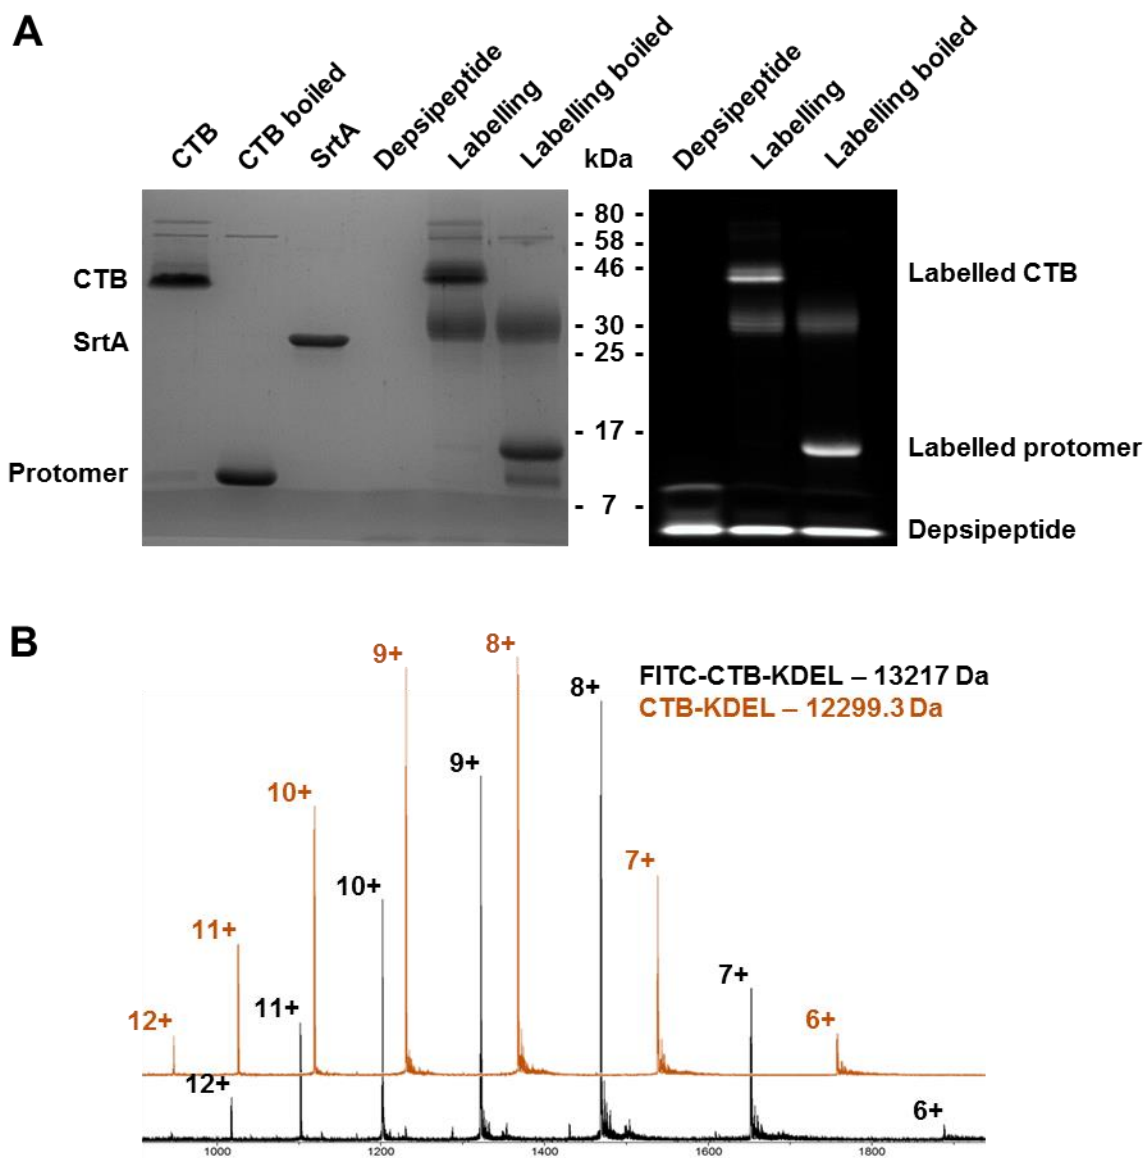 A
CTB
CTB boiled
SrtA
Depsipeptide
Labelling
Labelling boiled
kDa
Depsipeptide
Labelling
Labelling boiled
CTB
SrtA
Protomer
- 80 -
- 58 -
- 46 -
- 30 -
- 25 -
- 17 -
- 7 -
Labelled CTB
Labelled protomer
Depsipeptide
B
FITC-CTB-KDEL – 13217 Da
CTB-KDEL – 12299.3 Da
12+
11+
10+
9+
8+
7+
6+
12+
11+
10+
9+
8+
7+
6+
1000
1200
1400
1600
1800